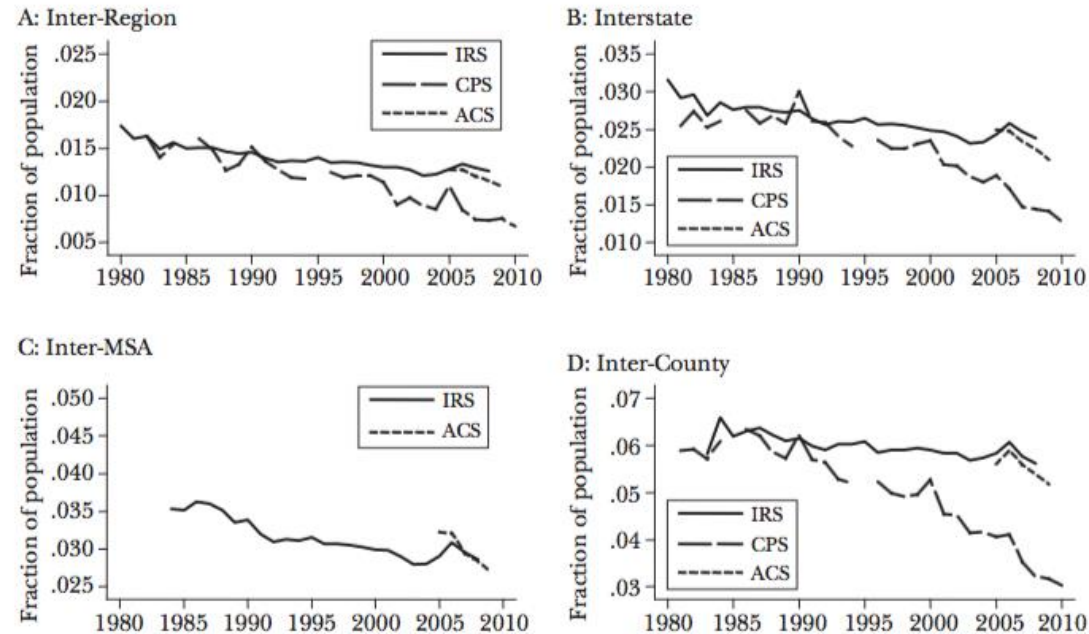 A: Inter-Region
Fraction of population
.025
.020
.015
.010
.005
IRS
CPS
ACS
1980 1985 1990 1995 2000 2005 2010
B: Interstate
Fraction of population
.035
.030
.025
.020
.015
.010
IRS
CPS
ACS
1980 1985 1990 1995 2000 2005 2010
C: Inter-MSA
Fraction of population
.050
.045
.040
.035
.030
.025
IRS
ACS
1980 1985 1990 1995 2000 2005 2010
D: Inter-County
Fraction of population
.07
.06
.05
.04
.03
IRS
CPS
ACS
1980 1985 1990 1995 2000 2005 2010